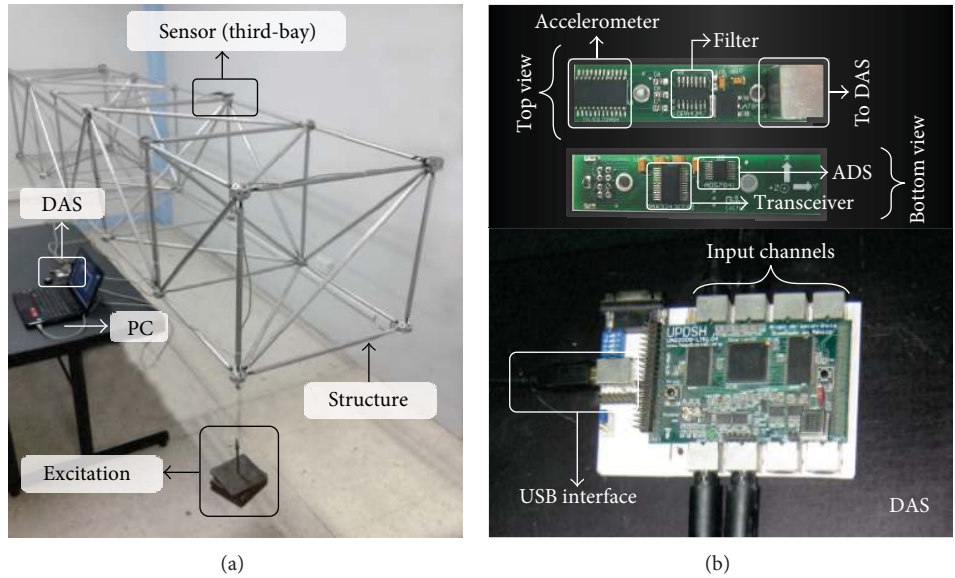 Sensor (third-bay)
DAS
PC
Structure
Excitation
(a)
Accelerometer
Filter
Top view
To DAS
ADS
Transceiver
Bottom view
Input channels
UPDSH
USB interface
DAS
(b)